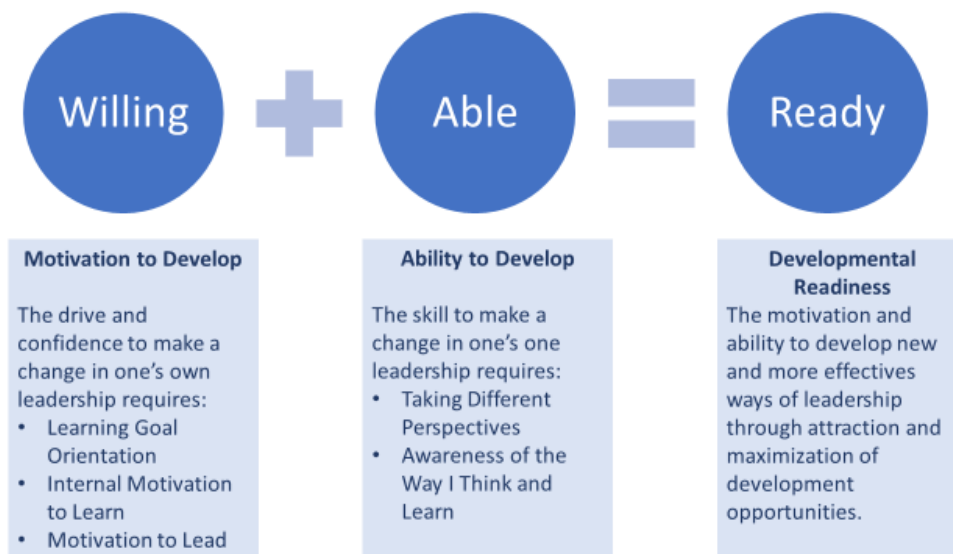 Willing
Able
Ready
Motivation to Develop
The drive and
confidence to make a
change in one's own
leadership requires:
• Learning Goal
Orientation
• Internal Motivation
to Learn
• Motivation to Lead
Ability to Develop
The skill to make a
change in one's one
leadership requires:
• Taking Different
Perspectives
• Awareness of the
Way I Think and
Learn
Developmental
Readiness
The motivation and
ability to develop new
and more effectives
ways of leadership
through attraction and
maximization of
development
opportunities.